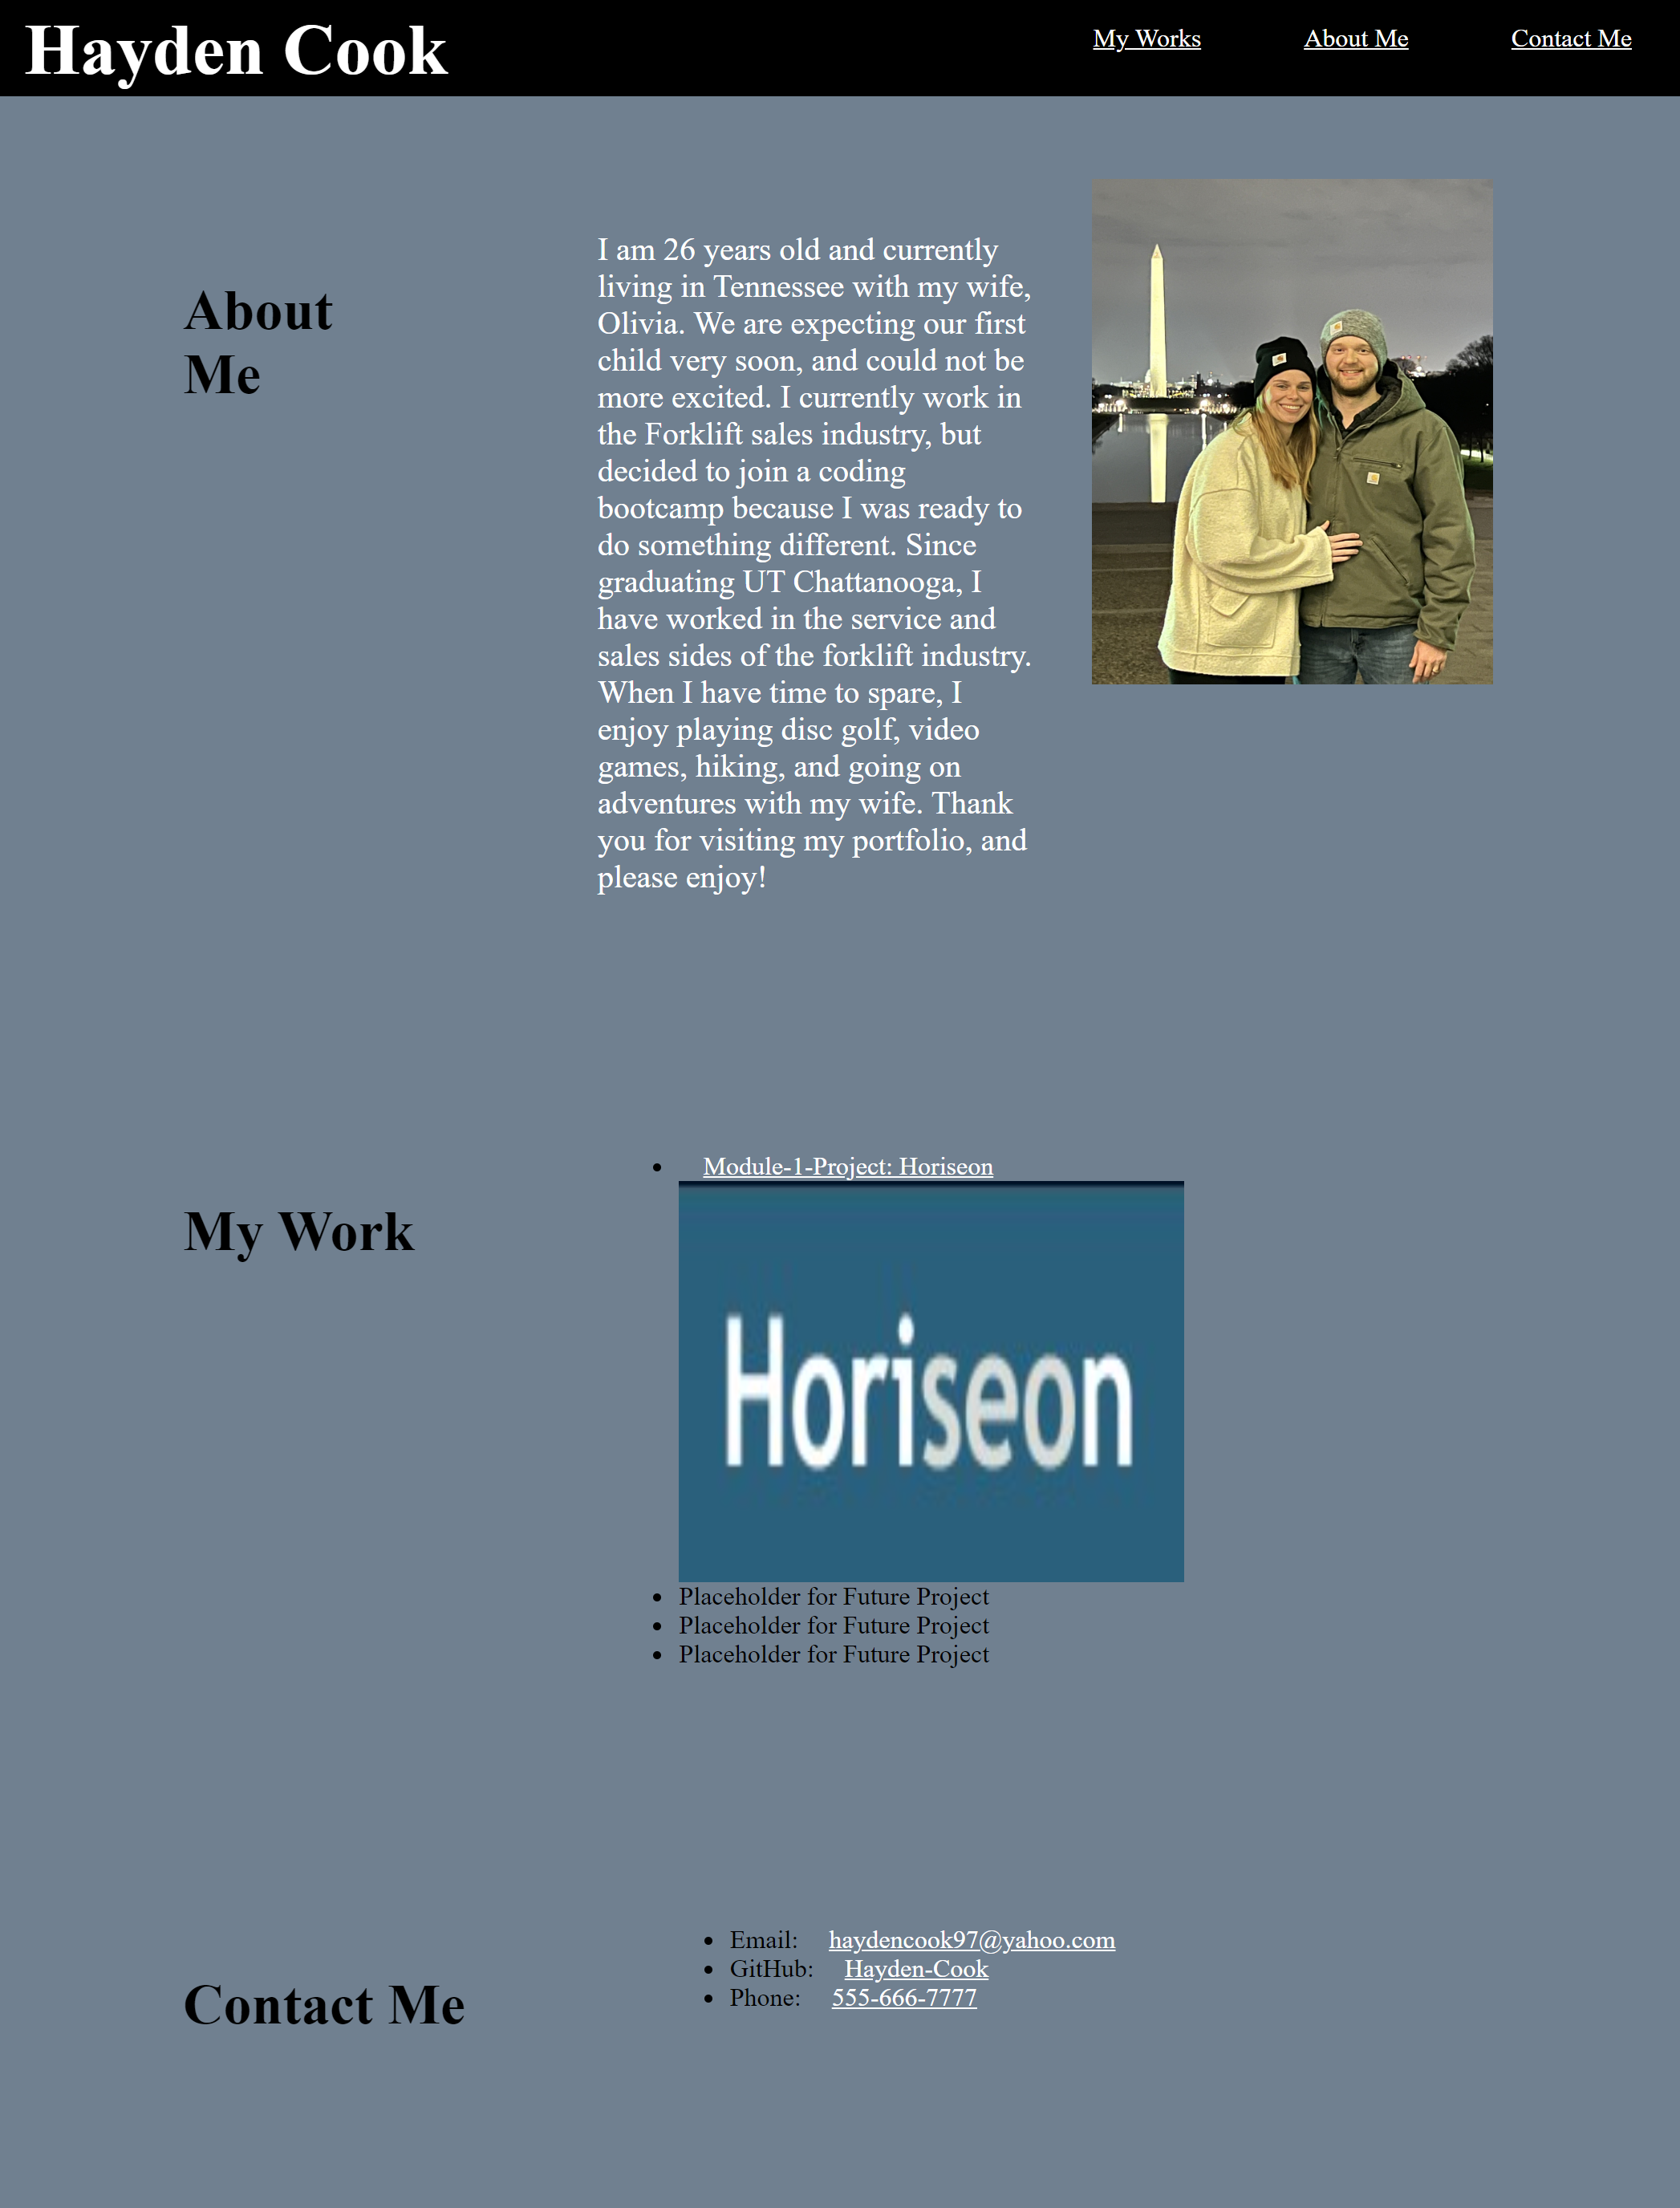 Hayden Cook
My Works
About Me
Contact Me
About
Me
I am 26 years old and currently
living in Tennessee with my wife,
Olivia. We are expecting our first
child very soon, and could not be
more excited. I currently work in
the Forklift sales industry, but
decided to join a coding
bootcamp because I was ready to
do something different. Since
graduating UT Chattanooga, I
have worked in the service and
sales sides of the forklift industry.
When I have time to spare, I
enjoy playing disc golf, video
games, hiking, and going on
adventures with my wife. Thank
you for visiting my portfolio, and
please enjoy!
My Work
Module-1-Project: Horiseon
Horiseon
Placeholder for Future Project
Placeholder for Future Project
Placeholder for Future Project
Contact Me
Email: haydencook97@yahoo.com
GitHub: Hayden-Cook
Phone: 555-666-7777